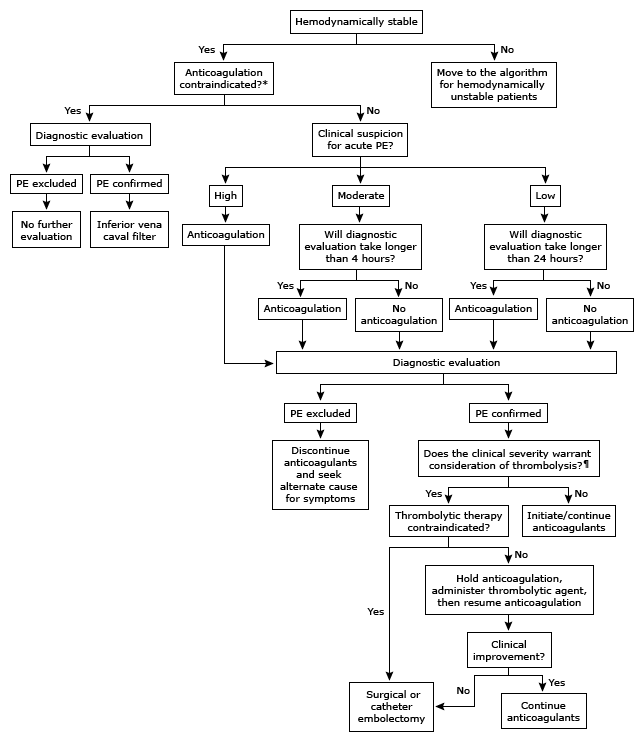 Hemodynamically stable
Yes
No
Anticoagulation
contraindicated?*
Move to the algorithm
for hemodynamically
unstable patients
Yes
No
Diagnostic evaluation
Clinical suspicion
for acute PE?
PE excluded
PE confirmed
High
Moderate
Low
No further
evaluation
Inferior vena
caval filter
Anticoagulation
Will diagnostic
evaluation take longer
than 4 hours?
Will diagnostic
evaluation take longer
than 24 hours?
Yes
No
Yes
No
Anticoagulation
No
anticoagulation
Anticoagulation
No
anticoagulation
Diagnostic evaluation
PE excluded
PE confirmed
Discontinue
anticoagulants
and seek
alternate cause
for symptoms
Does the clinical severity warrant
consideration of thrombolysis?¶
Yes
No
Thrombolytic therapy
contraindicated?
Initiate/continue
anticoagulants
No
Hold anticoagulation,
administer thrombolytic agent,
then resume anticoagulation
Yes
Clinical
improvement?
No
Yes
Surgical or
catheter
embolectomy
Continue
anticoagulants